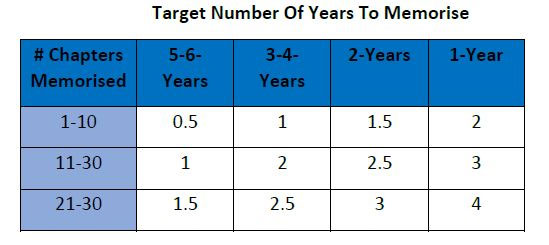 Target Number Of Years To Memorise
# Chapters Memorised 5-6-Years 3-4-Years 2-Years 1-Year
1-10 0.5 1 1.5 2
11-30 1 2 2.5 3
21-30 1.5 2.5 3 4